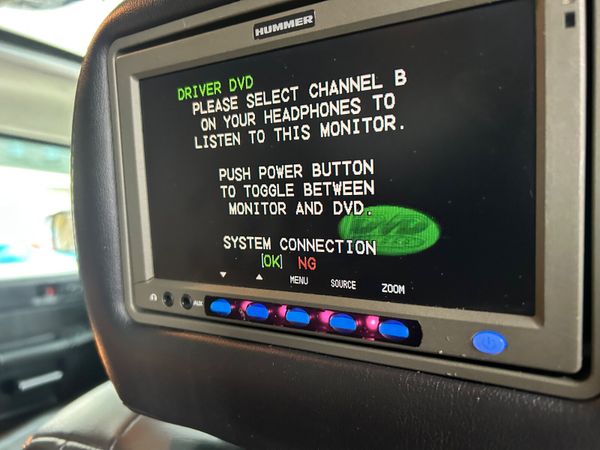 HUMMER
DRIVER DVD
PLEASE SELECT CHANNEL B
ON YOUR HEADPHONES TO
LISTEN TO THIS MONITOR.
PUSH POWER BUTTON
TO TOGGLE BETWEEN
MONITOR AND DVD.
SYSTEM CONNECTION
[OK] NG
MENU SOURCE ZOOM
AUX